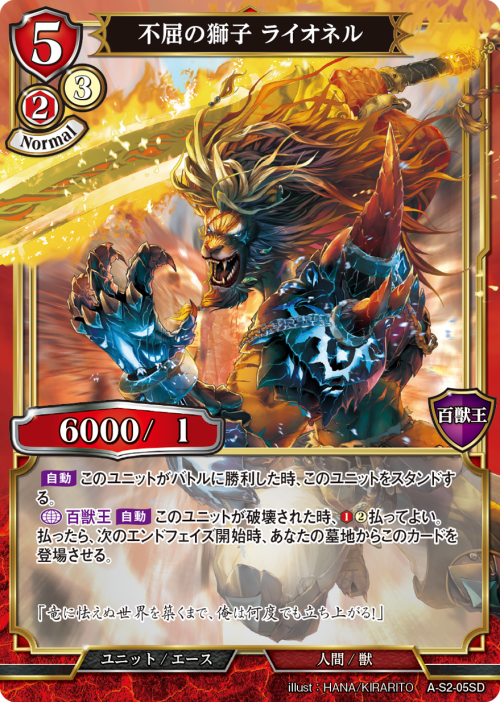 5
不屈の獅子 ライオネル
2
3
Normal
6000/ 1
百獣王
自動 このユニットがバトルに勝利した時、このユニットをスタンドす
る。
百獣王 自動 このユニットが破壊された時、1 2払ってよい。
払ったら、次のエンドフェイズ開始時、あなたの墓地からこのカードを
登場させる。
「竜に怯えぬ世界を築くまで、俺は何度でも立ち上がる!」
ユニット / エース
人間 / 獣
illust : HANA/KIRARITO A-S2-05SD